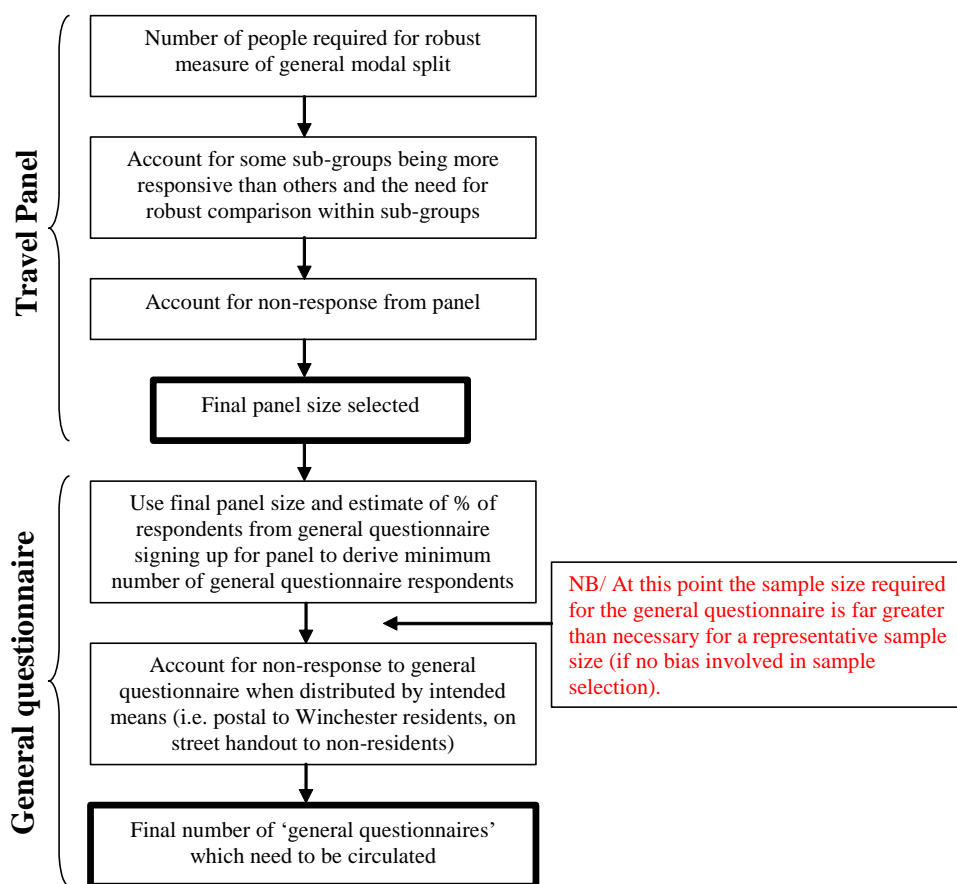 Travel Panel
Number of people required for robust
measure of general modal split
Account for some sub-groups being more
responsive than others and the need for
robust comparison within sub-groups
Account for non-response from panel
Final panel size selected
General questionnaire
Use final panel size and estimate of % of
respondents from general questionnaire
signing up for panel to derive minimum
number of general questionnaire respondents
NB/ At this point the sample size required
for the general questionnaire is far greater
than necessary for a representative sample
size (if no bias involved in sample
selection).
Account for non-response to general
questionnaire when distributed by intended
means (i.e. postal to Winchester residents, on
street handout to non-residents)
Final number of ‘general questionnaires’
which need to be circulated